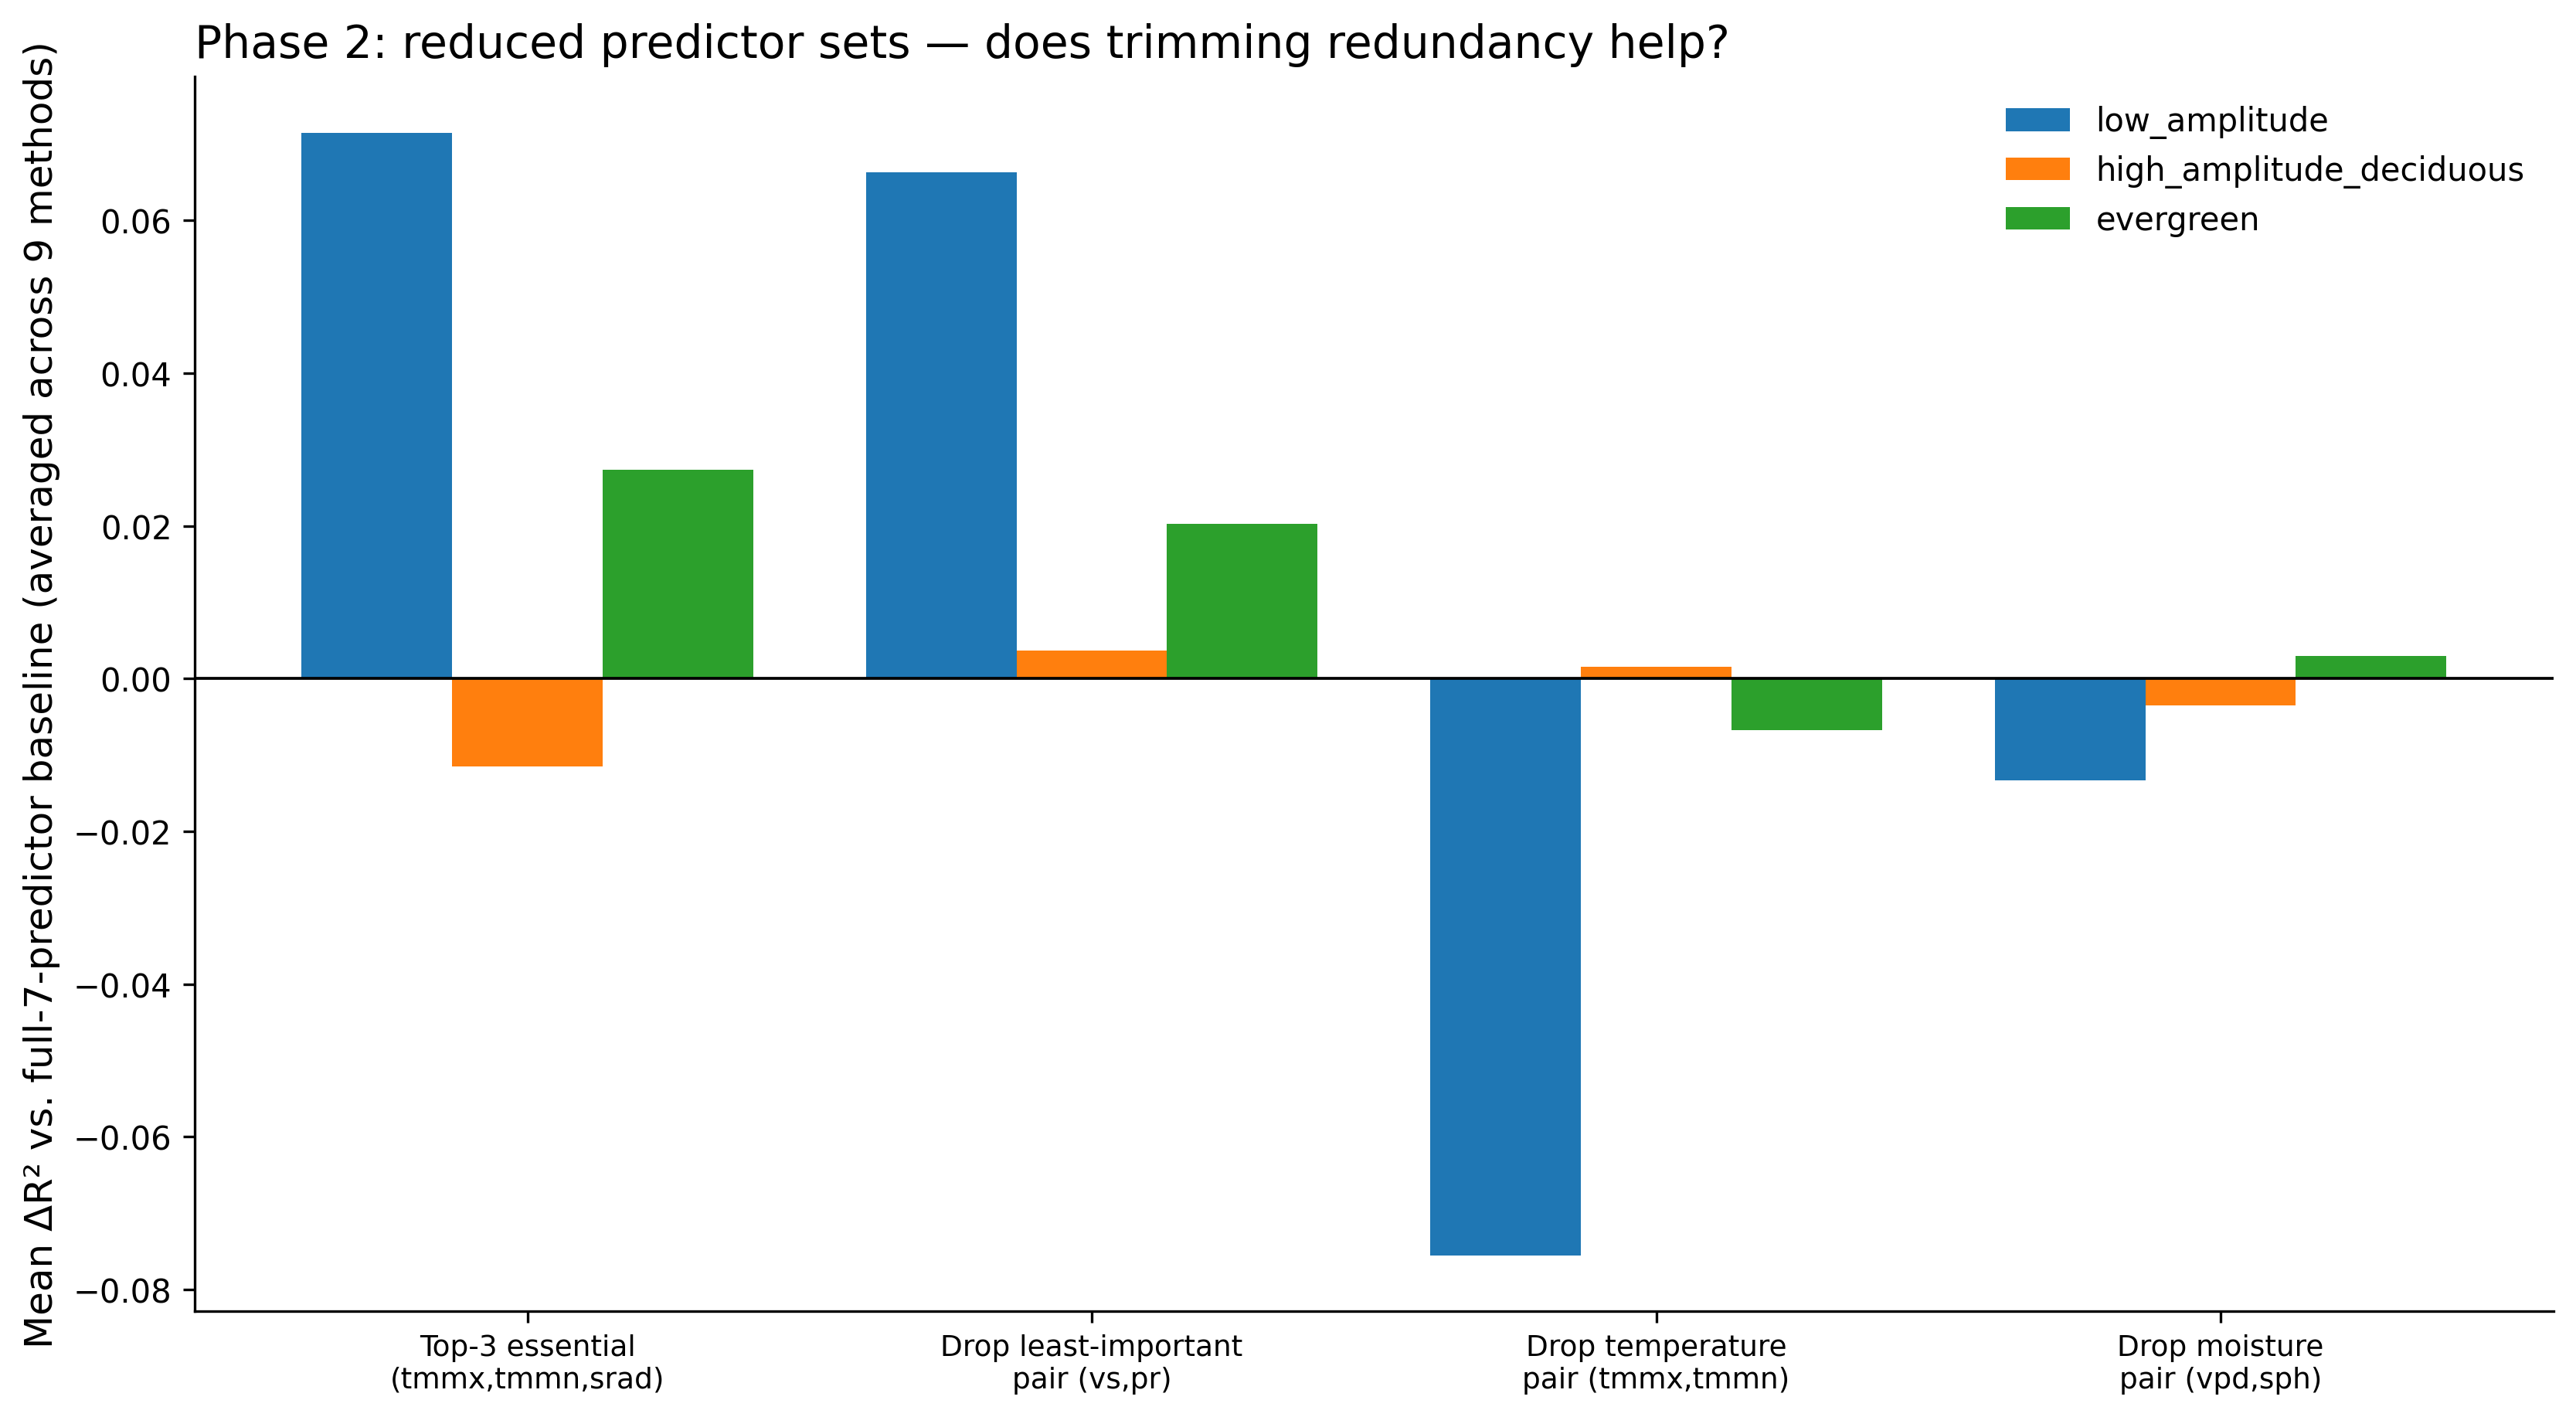 Phase 2: reduced predictor sets — does trimming redundancy help?
Mean ΔR² vs. full-7-predictor baseline (averaged across 9 methods)
low_amplitude
high_amplitude_deciduous
evergreen
0.06
0.04
0.02
0.00
−0.02
−0.04
−0.06
−0.08
Top-3 essential
(tmmx,tmmn,srad)
Drop least-important
pair (vs,pr)
Drop temperature
pair (tmmx,tmmn)
Drop moisture
pair (vpd,sph)